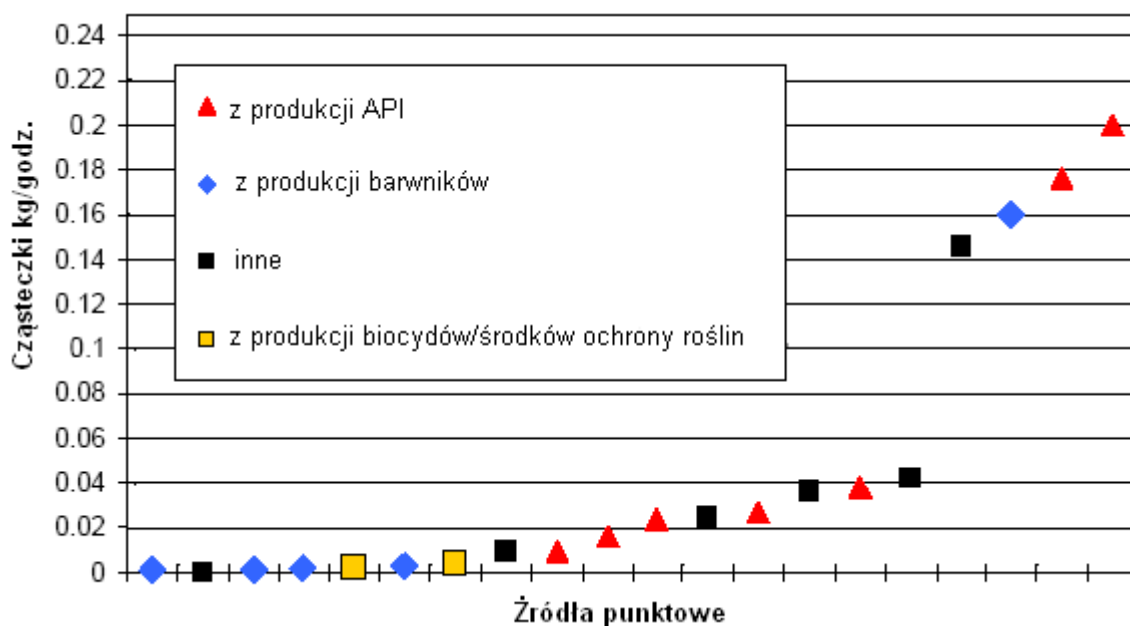 0.24
0.22
0.2
0.18
0.16
0.14
0.12
0.1
0.08
0.06
0.04
0.02
0
Cząsteczki kg/godz.
z produkcji API
z produkcji barwników
inne
z produkcji biocydów/środków ochrony roślin
Źródła punktowe